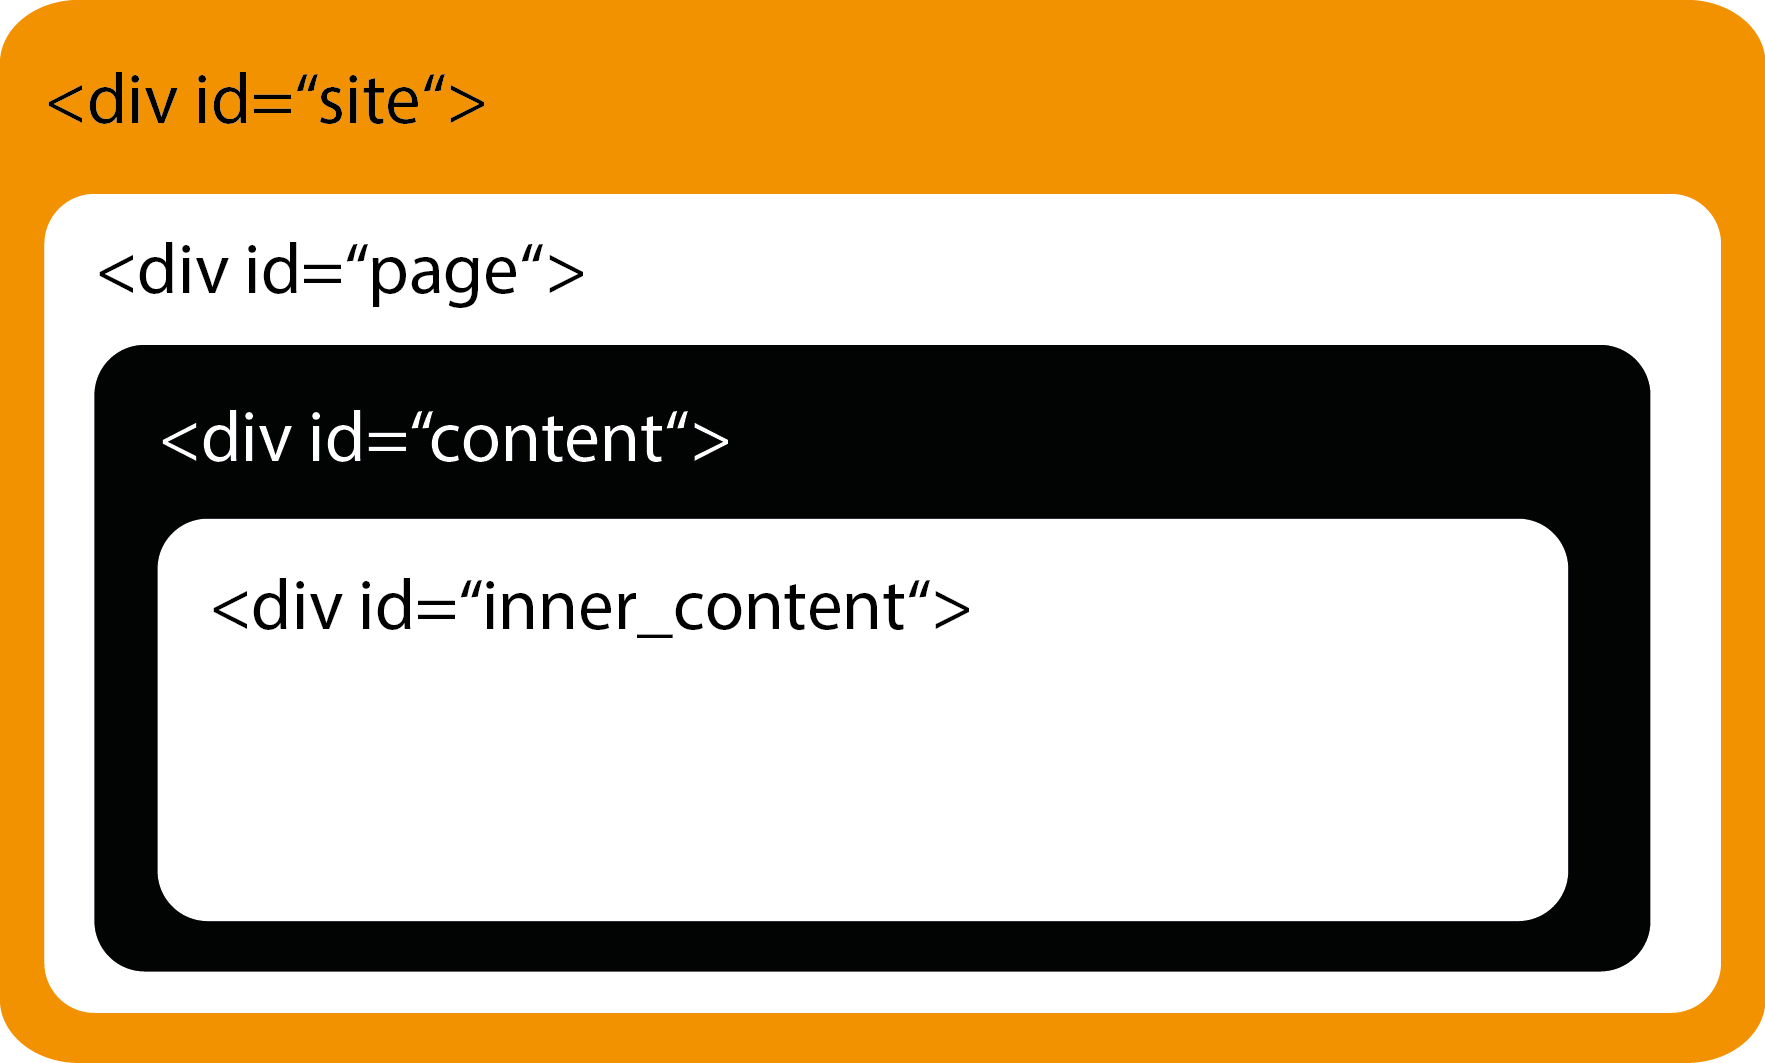 <div id=“site“>
<div id=“page“>
<div id=“content“>
<div id=“inner_content“>